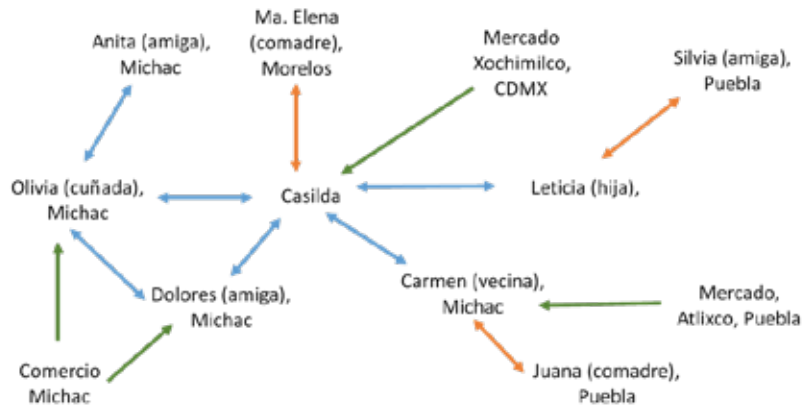 Anita (amiga),
Michac
Ma. Elena
(comadre),
Morelos
Mercado
Xochimilco,
CDMX
Silvia (amiga),
Puebla
Olivia (cuñada),
Michac
Casilda
Leticia (hija),
Dolores (amiga),
Michac
Carmen (vecina),
Michac
Mercado,
Atlixco, Puebla
Comercio
Michac
Juana (comadre),
Puebla